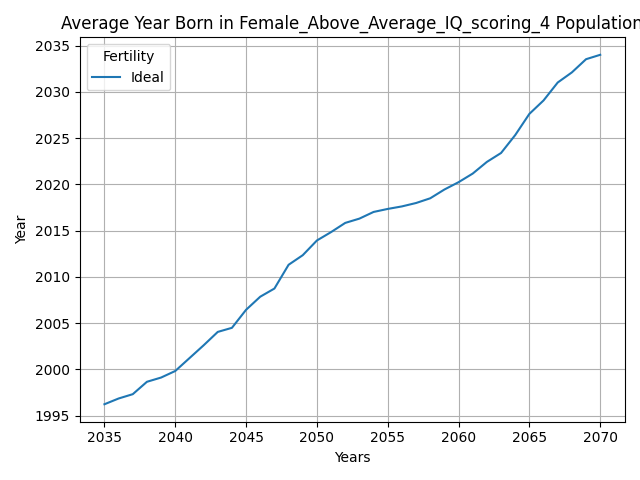 Average Year Born in Female_Above_Average_IQ_scoring_4 Population
Fertility
Ideal
2035
2030
2025
2020
2015
2010
2005
2000
1995
Year
2035 2040 2045 2050 2055 2060 2065 2070
Years